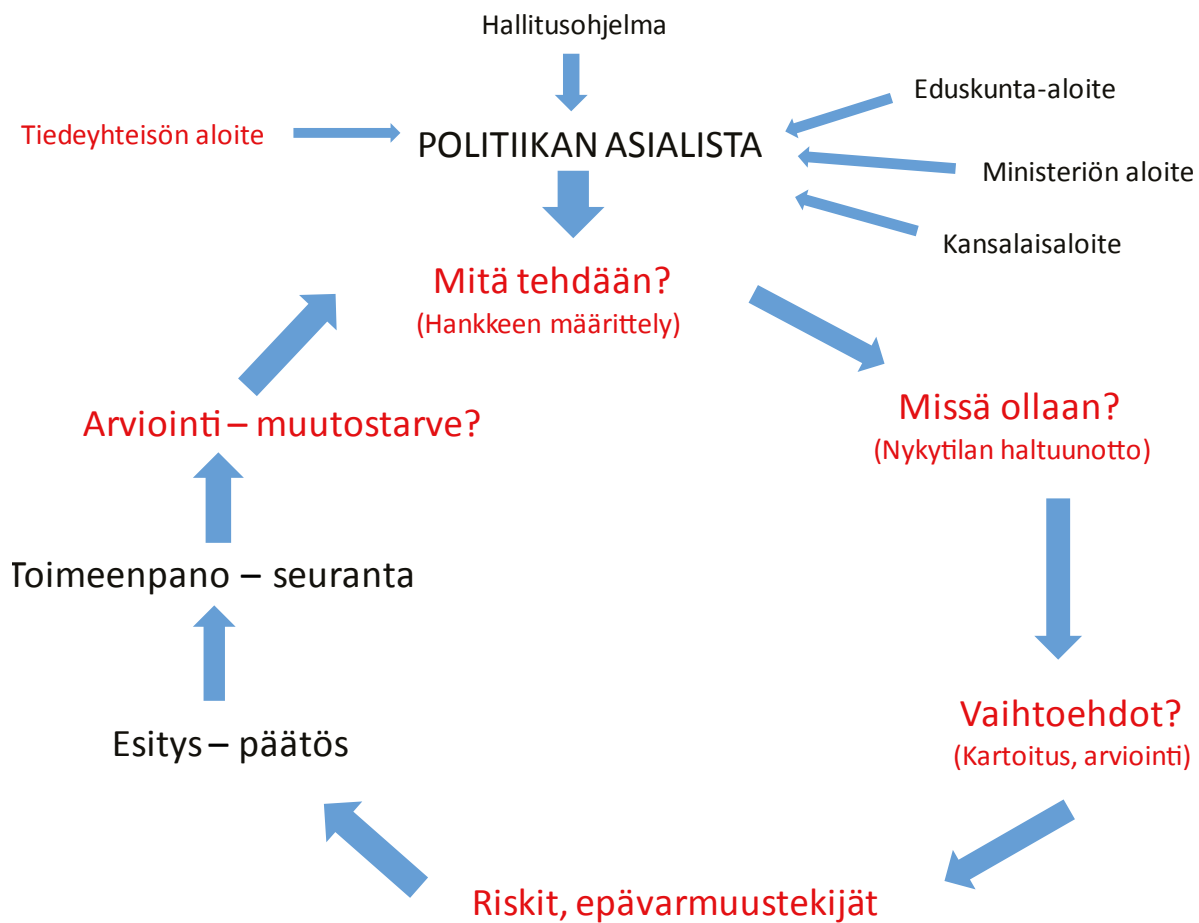 Hallitusohjelma
Eduskunta-aloite
Tiedeyhteisön aloite
POLITIIKAN ASIALISTA
Ministeriön aloite
Kansalaisaloite
Mitä tehdään?
(Hankkeen määrittely)
Missä ollaan?
(Nykytilan haltuunotto)
Vaihtoehdot?
(Kartoitus, arviointi)
Riskit, epävarmuustekijät
Esitys – päätös
Toimeenpano – seuranta
Arviointi – muutostarve?